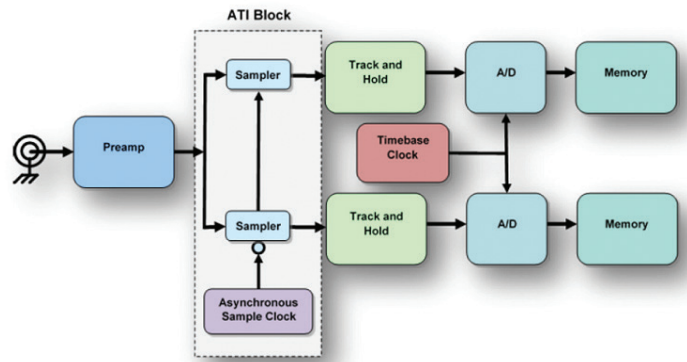 ATI Block
Sampler
Track and
Hold
A/D
Memory
Preamp
Timebase
Clock
Sampler
Track and
Hold
A/D
Memory
Asynchronous
Sample Clock